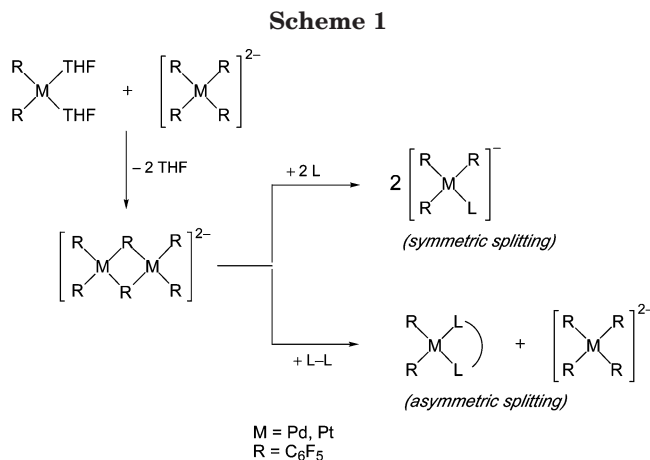 Scheme 1
R THF R R 2−
M + M
R THF R R
− 2 THF
+ 2 L
2 R R −
M
R L
(symmetric splitting)
R R R 2−
M M
R R R
+ L–L
R L R R 2−
M + M
R L R R
(asymmetric splitting)
M = Pd, Pt
R = C6F5